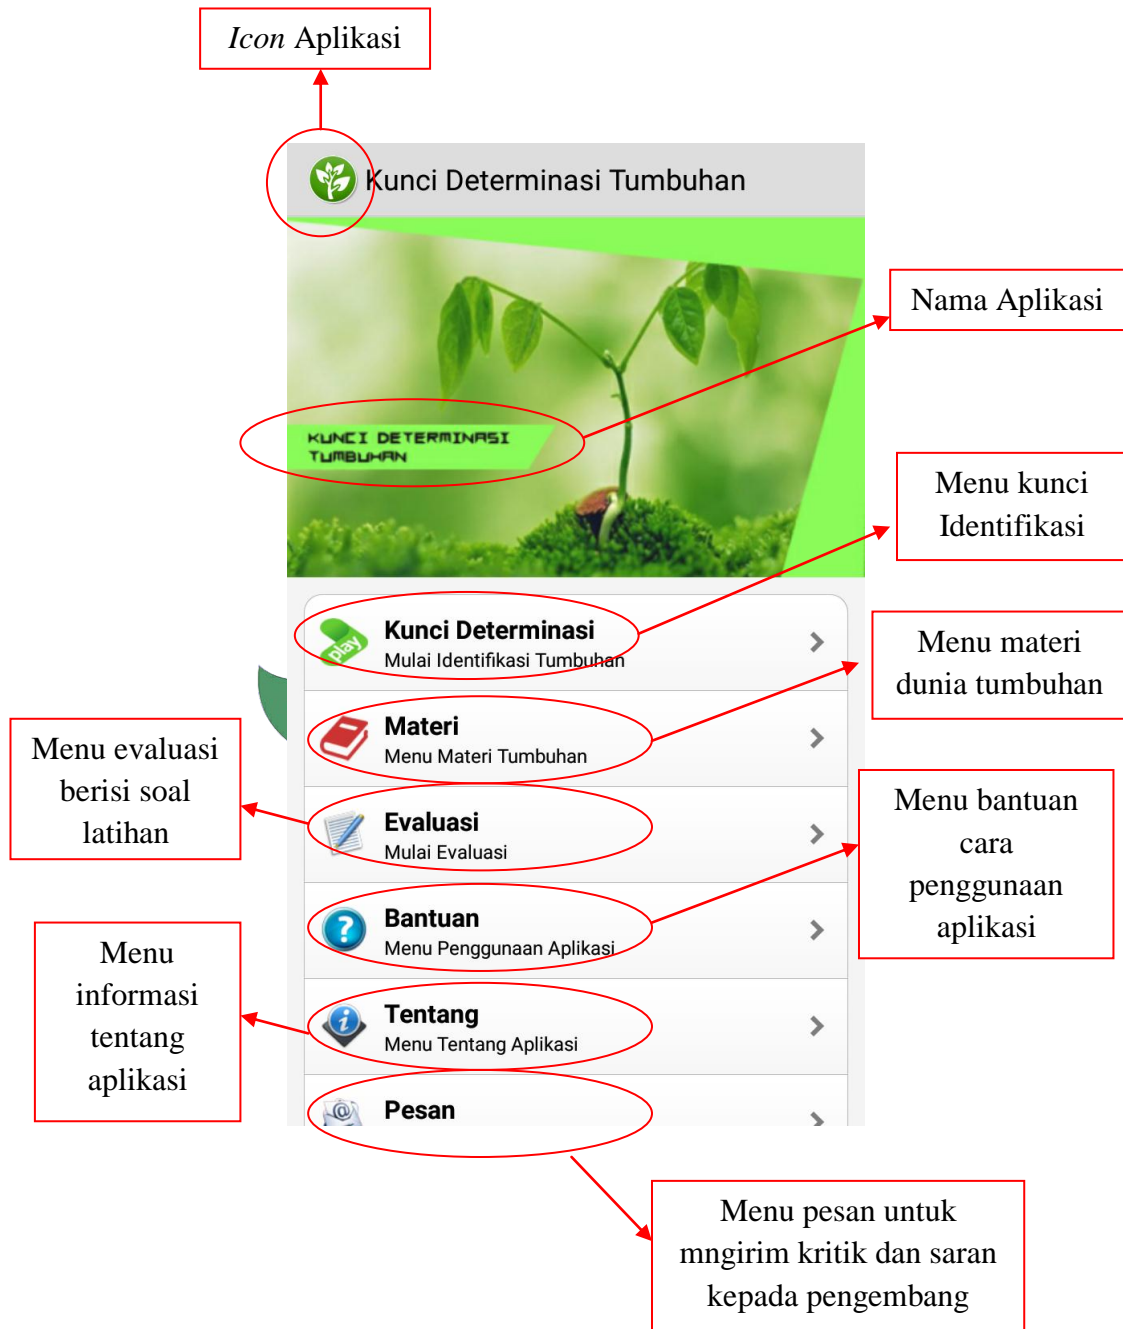 Icon Aplikasi
Kunci Determinasi Tumbuhan
Nama Aplikasi
KUNCI DETERMINASI
TUMBUHAN
Menu kunci
Identifikasi
play
Kunci Determinasi
Mulai Identifikasi Tumbuhan
Menu materi
dunia tumbuhan
Materi
Menu Materi Tumbuhan
Menu evaluasi
berisi soal
latihan
Evaluasi
Mulai Evaluasi
Menu bantuan
cara
penggunaan
aplikasi
?
Bantuan
Menu Penggunaan Aplikasi
Menu
informasi
tentang
aplikasi
i
Tentang
Menu Tentang Aplikasi
@
Pesan
Menu pesan untuk
mngirim kritik dan saran
kepada pengembang